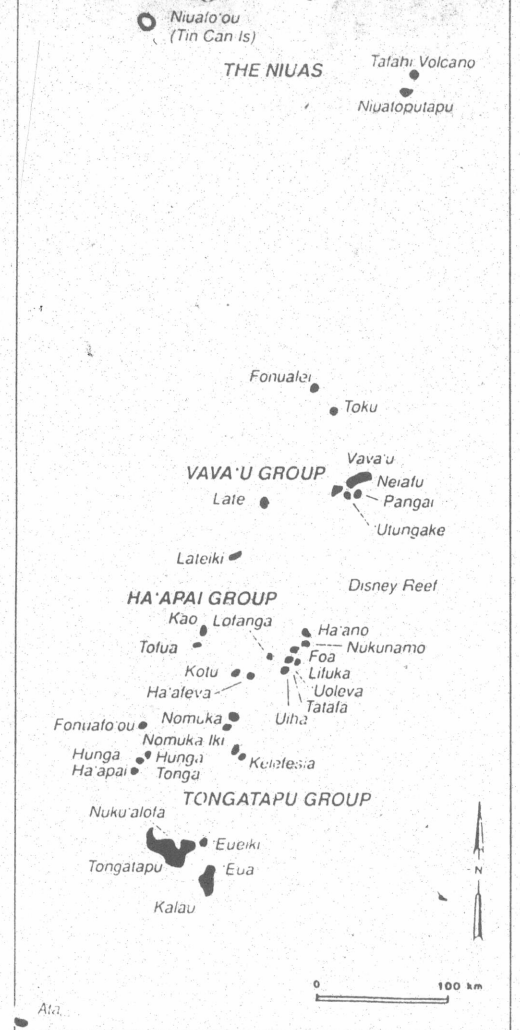 Niuafo'ou
(Tin Can Is)
THE NIUAS
Tafahi Volcano
Niuatoputapu
Fonualei
Toku
VAVA'U GROUP
Vava'u
Neiafu
Late
Pangai
'Utungake
Lateiki
Disney Reef
HA'APAI GROUP
Kao
Lofanga
Ha'ano
Tofua
Nukunamo
Foa
Kotu
Lifuka
Ha'afeva
Uoleva
Tatafa
Uiha
Nomuka
Fonuafo'ou
Nomuka Iki
Hunga
Ha'apai
Hunga
Tonga
Kelefesia
TONGATAPU GROUP
Nuku'alofa
'Eueiki
Tongatapu
'Eua
Kalau
N
0 100 km
Ata